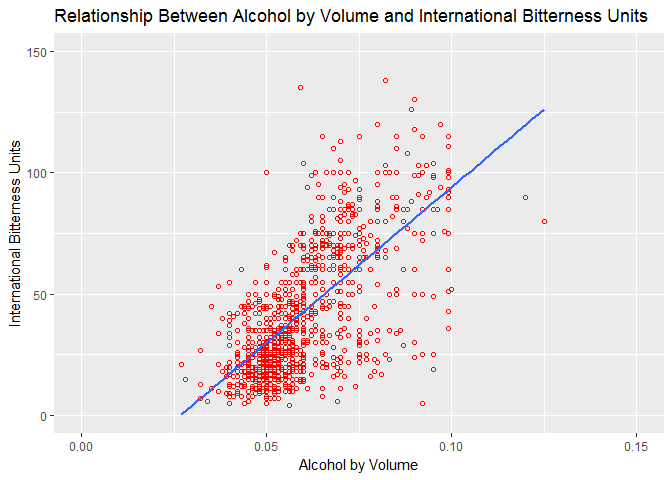 Relationship Between Alcohol by Volume and International Bitterness Units
150
100
50
0
International Bitterness Units
0.00 0.05 0.10 0.15
Alcohol by Volume